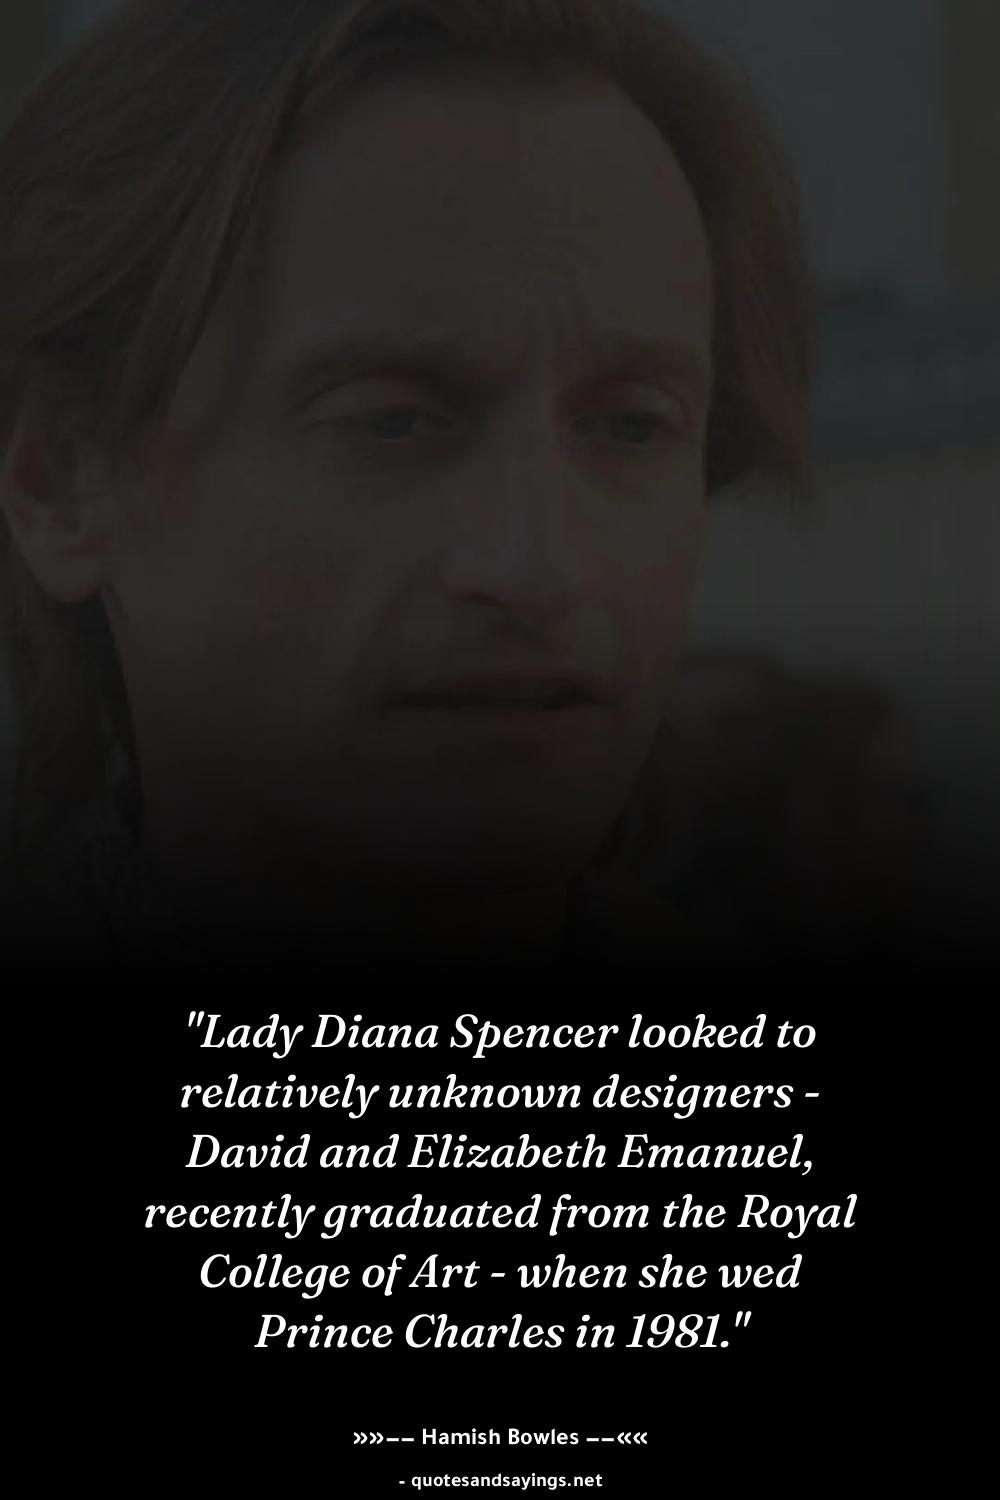 "Lady Diana Spencer looked to
relatively unknown designers -
David and Elizabeth Emanuel,
recently graduated from the Royal
College of Art - when she wed
Prince Charles in 1981."
»»–– Hamish Bowles ––««
- quotesandsayings.net